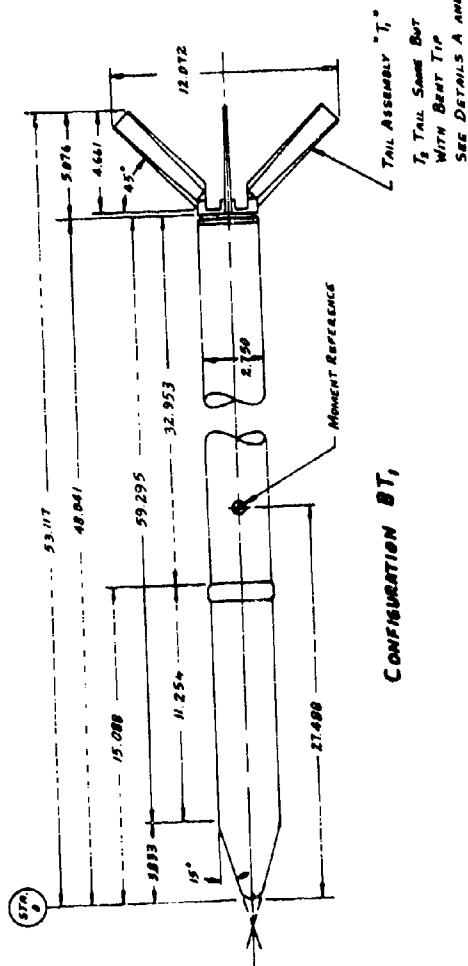 STA.
0
53.117
48.041
5.076
4.661
45°
12.072
59.295
15.088
32.953
3.833
11.254
15°
2.750
27.488
MOMENT REFERENCE
TAIL ASSEMBLY "T₁"
T₂ TAIL SAME BUT
WITH BENT TIP
SEE DETAILS A AND
CONFIGURATION BT₁